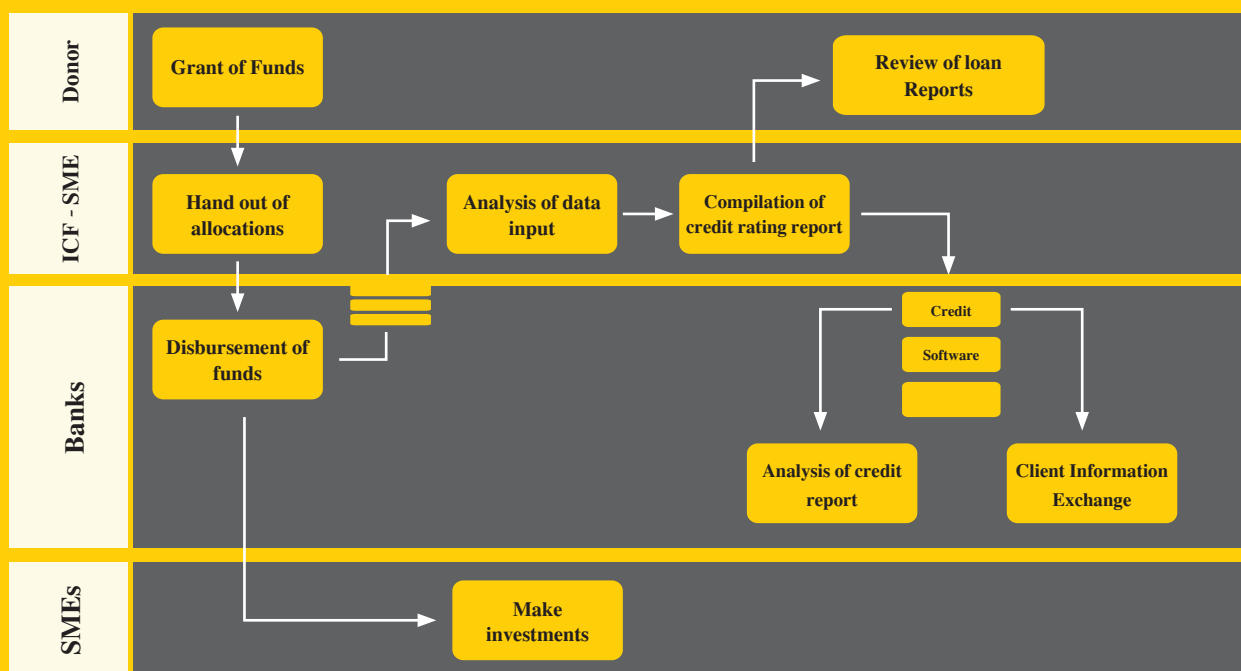 Donor
Grant of Funds
Review of loan
Reports
ICF - SME
Hand out of
allocations
Analysis of data
input
Compilation of
credit rating report
Banks
Disbursement of
funds
Credit
Software
Analysis of credit
report
Client Information
Exchange
SMEs
Make
investments